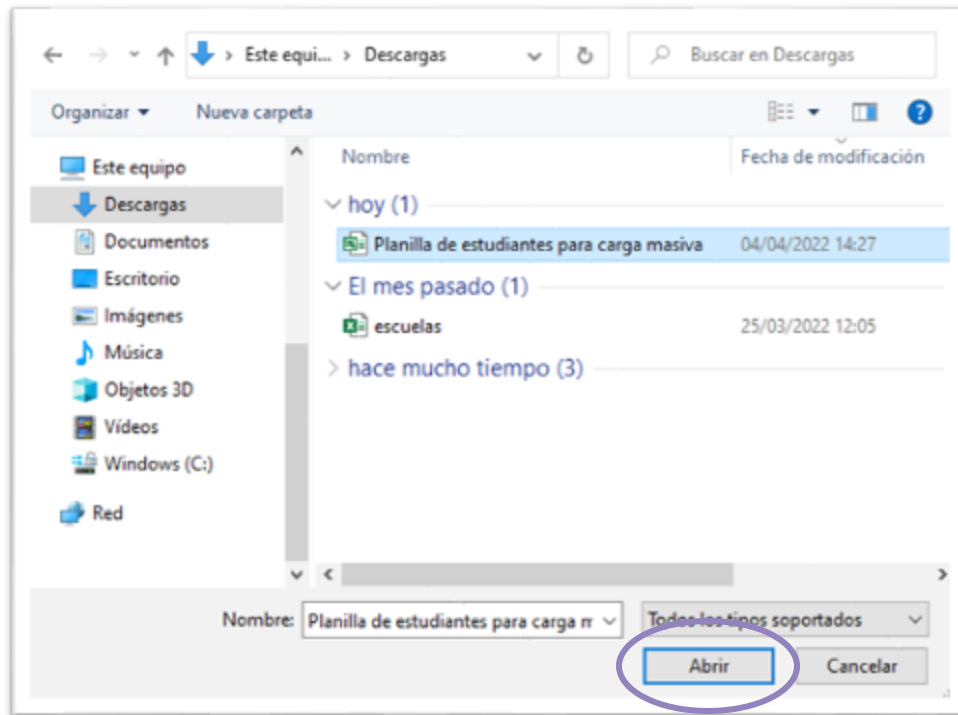 Este equi... > Descargas
Buscar en Descargas
Organizar
Nueva carpeta
?
Este equipo
Descargas
Documentos
Escritorio
Imágenes
Música
Objetos 3D
Vídeos
Windows (C:)
Red
Nombre
Fecha de modificación
hoy (1)
Planilla de estudiantes para carga masiva 04/04/2022 14:27
El mes pasado (1)
escuelas 25/03/2022 12:05
hace mucho tiempo (3)
Nombre: Planilla de estudiantes para carga m
Todos los tipos soportados
Abrir
Cancelar